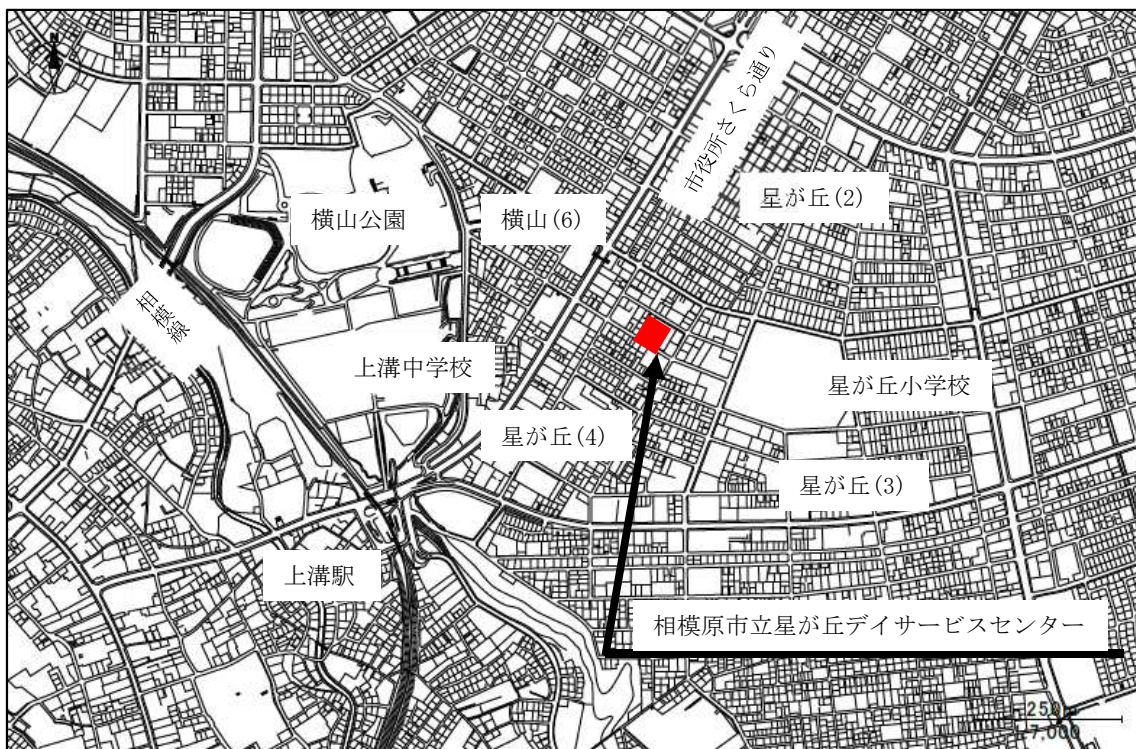 市役所さくら通り
星が丘(2)
横山公園
横山(6)
相模線
上溝中学校
星が丘小学校
星が丘(4)
星が丘(3)
上溝駅
相模原市立星が丘デイサービスセンター
250m
7,000